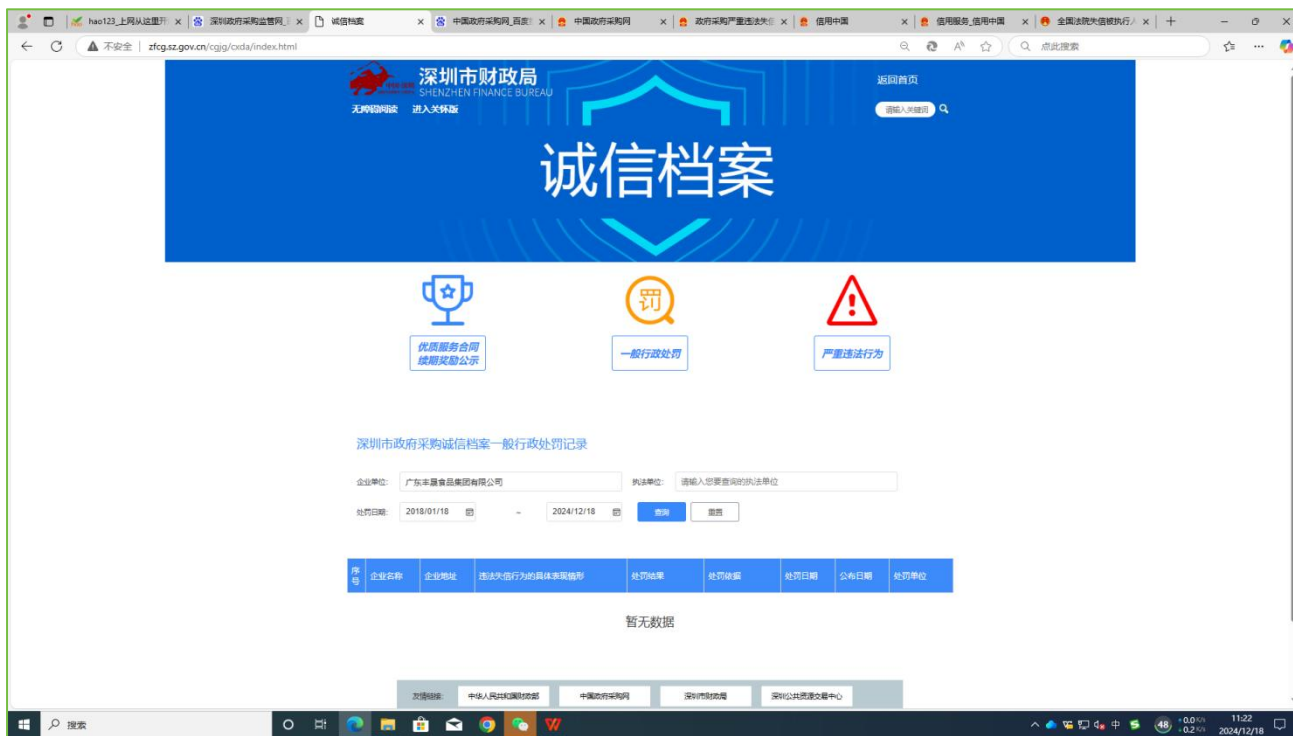 hao123_上网从这里开
深圳政府采购监管网_
诚信档案
中国政府采购网_百度
中国政府采购网
政府采购严重违法失信
信用中国
信用服务_信用中国
全国法院失信被执行人
不安全 | zfcg.sz.gov.cn/cgjg/cxda/index.html
点此搜索
深圳市财政局
SHENZHEN FINANCE BUREAU
返回首页
无障碍阅读 进入关怀版
请输入关键词
诚信档案
罚
优质服务合同
续期奖励公示
一般行政处罚
严重违法行为
深圳市政府采购诚信档案一般行政处罚记录
企业单位: 广东丰晟食品集团有限公司 执法单位: 请输入您要查询的执法单位
处罚日期: 2018/01/18 ~ 2024/12/18 查询 重置
序号 企业名称 企业地址 违法失信行为的具体表现情形 处罚结果 处罚依据 处罚日期 公布日期 处罚单位
暂无数据
友情链接: 中华人民共和国财政部 中国政府采购网 深圳市财政局 深圳公共资源交易中心
搜索
中
48
+0.0K/s
+0.2K/s
11:22
2024/12/18